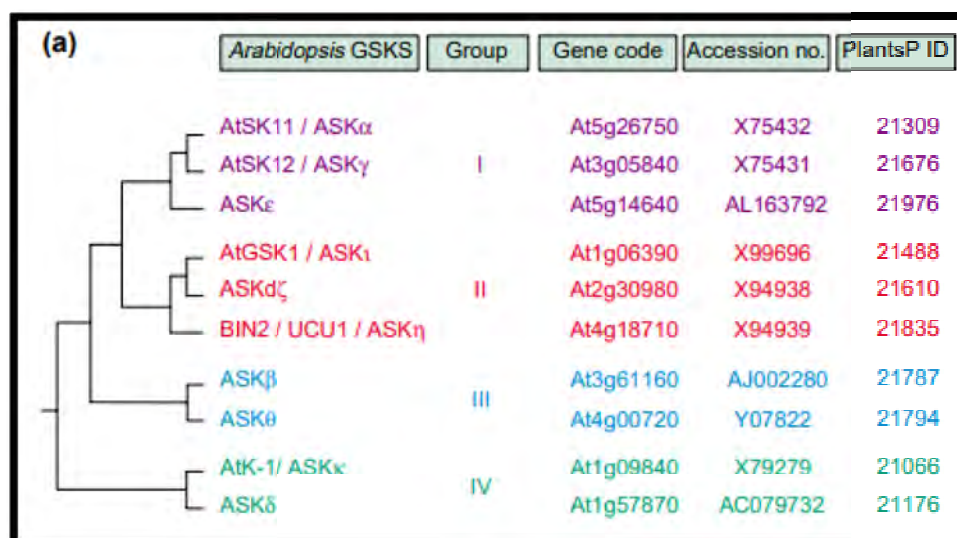 (a) Arabidopsis GSKS Group Gene code Accession no. PlantsP ID
AtSK11 / ASKα At5g26750 X75432 21309
AtSK12 / ASKγ I At3g05840 X75431 21676
ASKε At5g14640 AL163792 21976
AtGSK1 / ASKι At1g06390 X99696 21488
ASKdζ II At2g30980 X94938 21610
BIN2 / UCU1 / ASKη At4g18710 X94939 21835
ASKβ At3g61160 AJ002280 21787
III
ASKθ At4g00720 Y07822 21794
AtK-1/ ASKκ At1g09840 X79279 21066
IV
ASKδ At1g57870 AC079732 21176